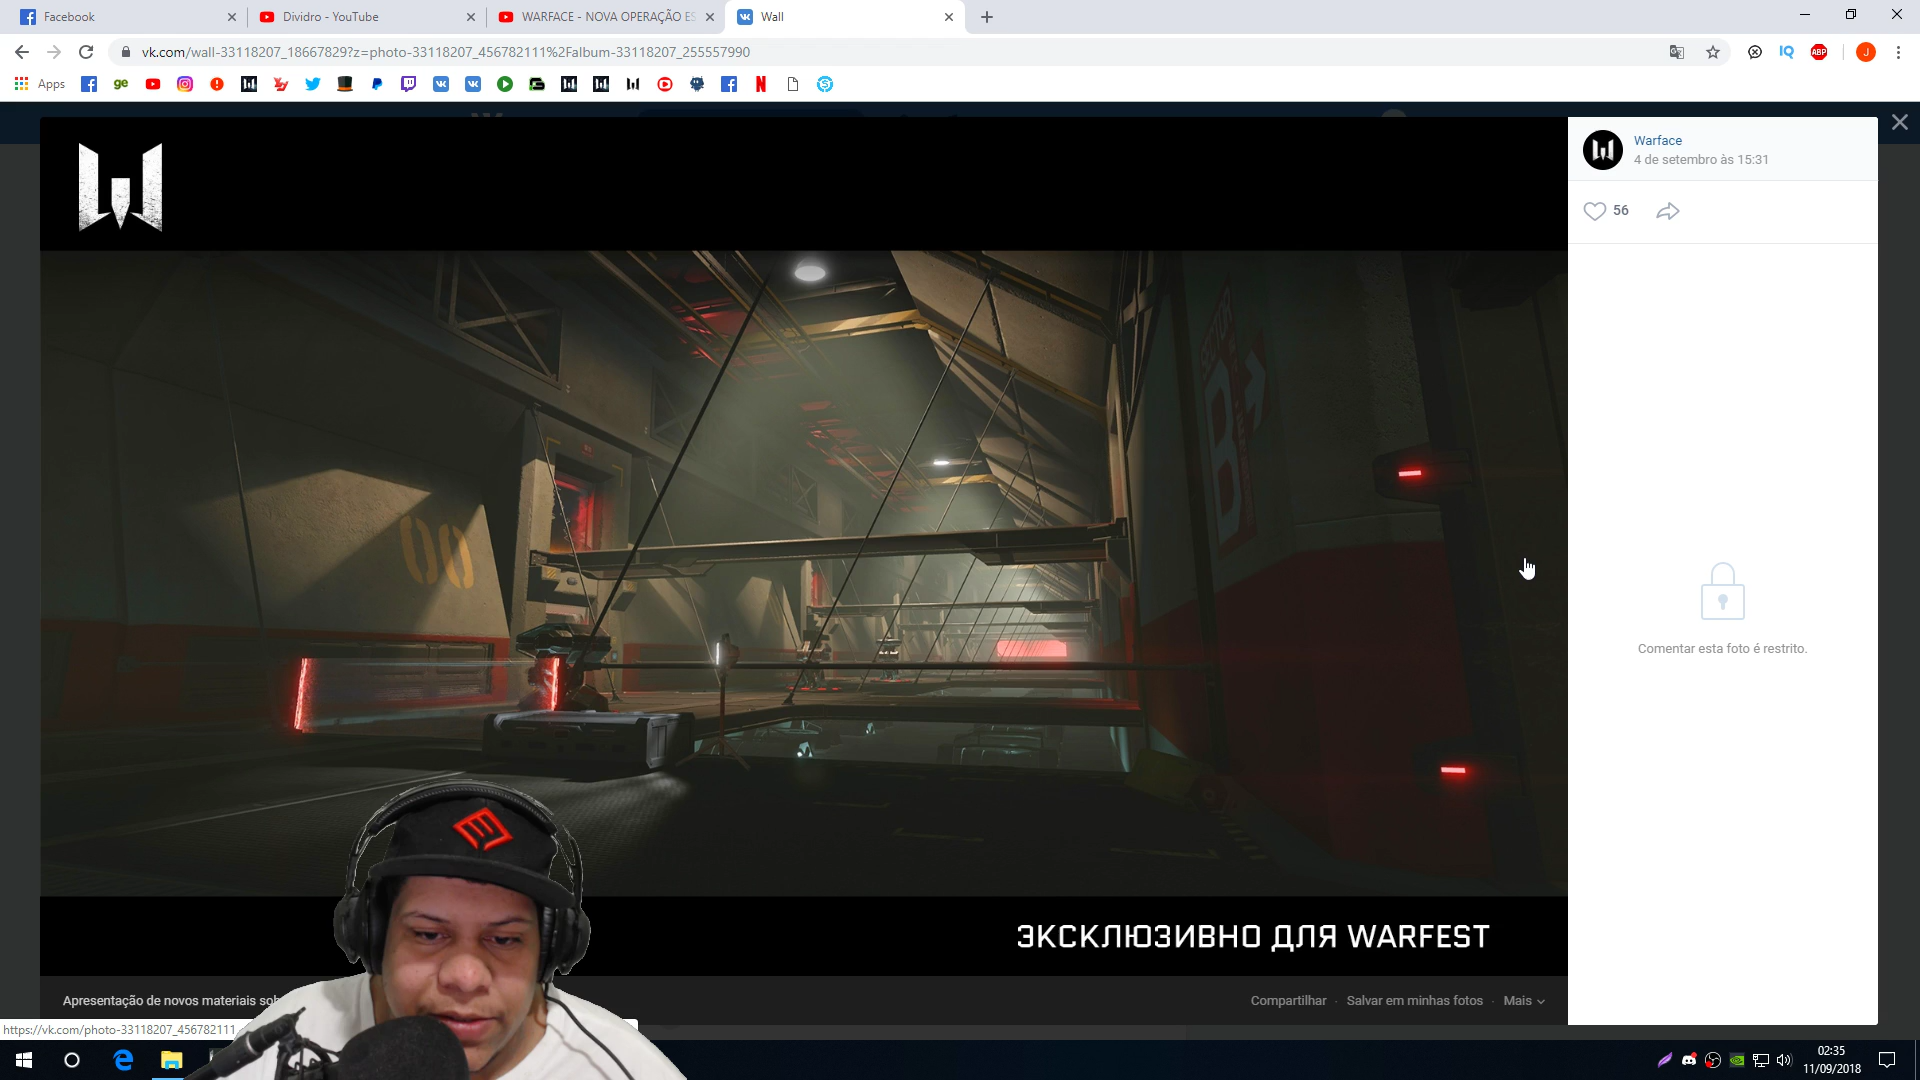 Facebook
Dividro - YouTube
WARFACE - NOVA OPERAÇÃO ES
Wall
vk.com/wall-33118207_18667829?z=photo-33118207_456782111%2Falbum-33118207_255557990
Apps
Warface
4 de setembro às 15:31
56
00
B
Comentar esta foto é restrito.
ЭКСКЛЮЗИВНО ДЛЯ WARFEST
Apresentação de novos materiais sob
Compartilhar
Salvar em minhas fotos
Mais
https://vk.com/photo-33118207_456782111
02:35
11/09/2018